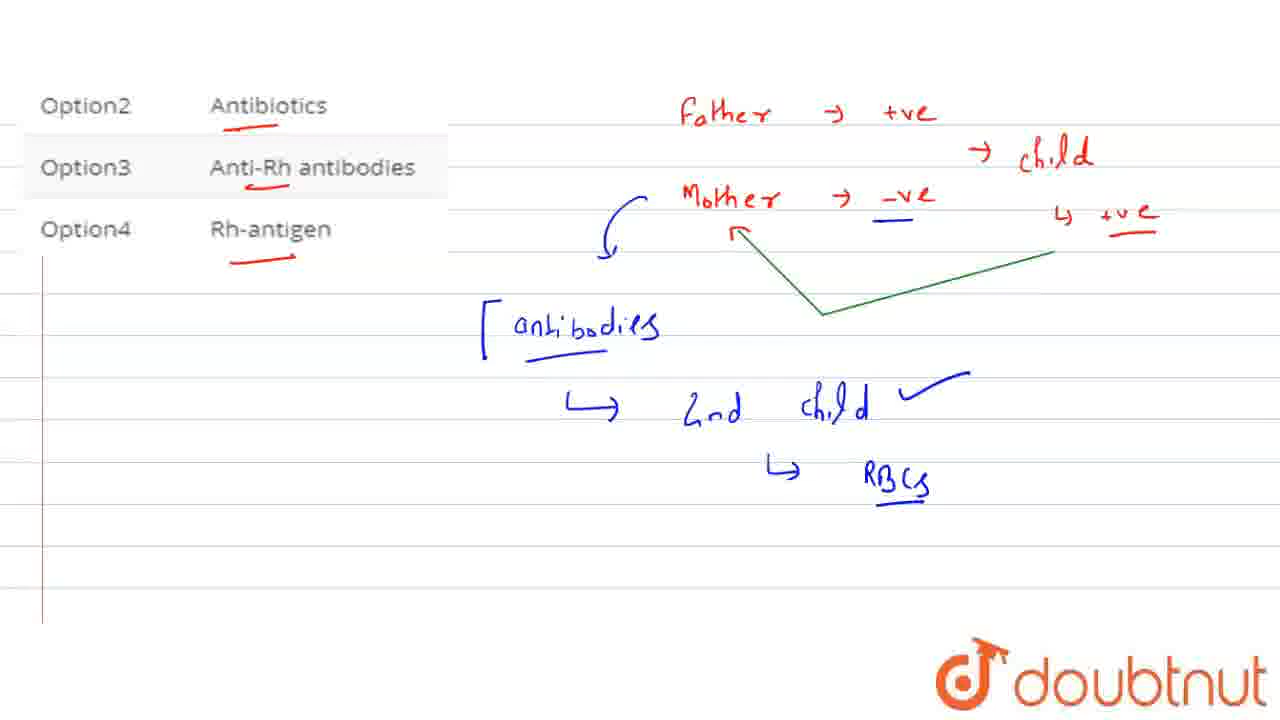 Option2 Antibiotics
Option3 Anti-Rh antibodies
Option4 Rh-antigen
Father → +ve
→ child
Mother → -ve
↳ +ve
[antibodies
↳ 2nd child ✓
↳ RBCs
doubtnut